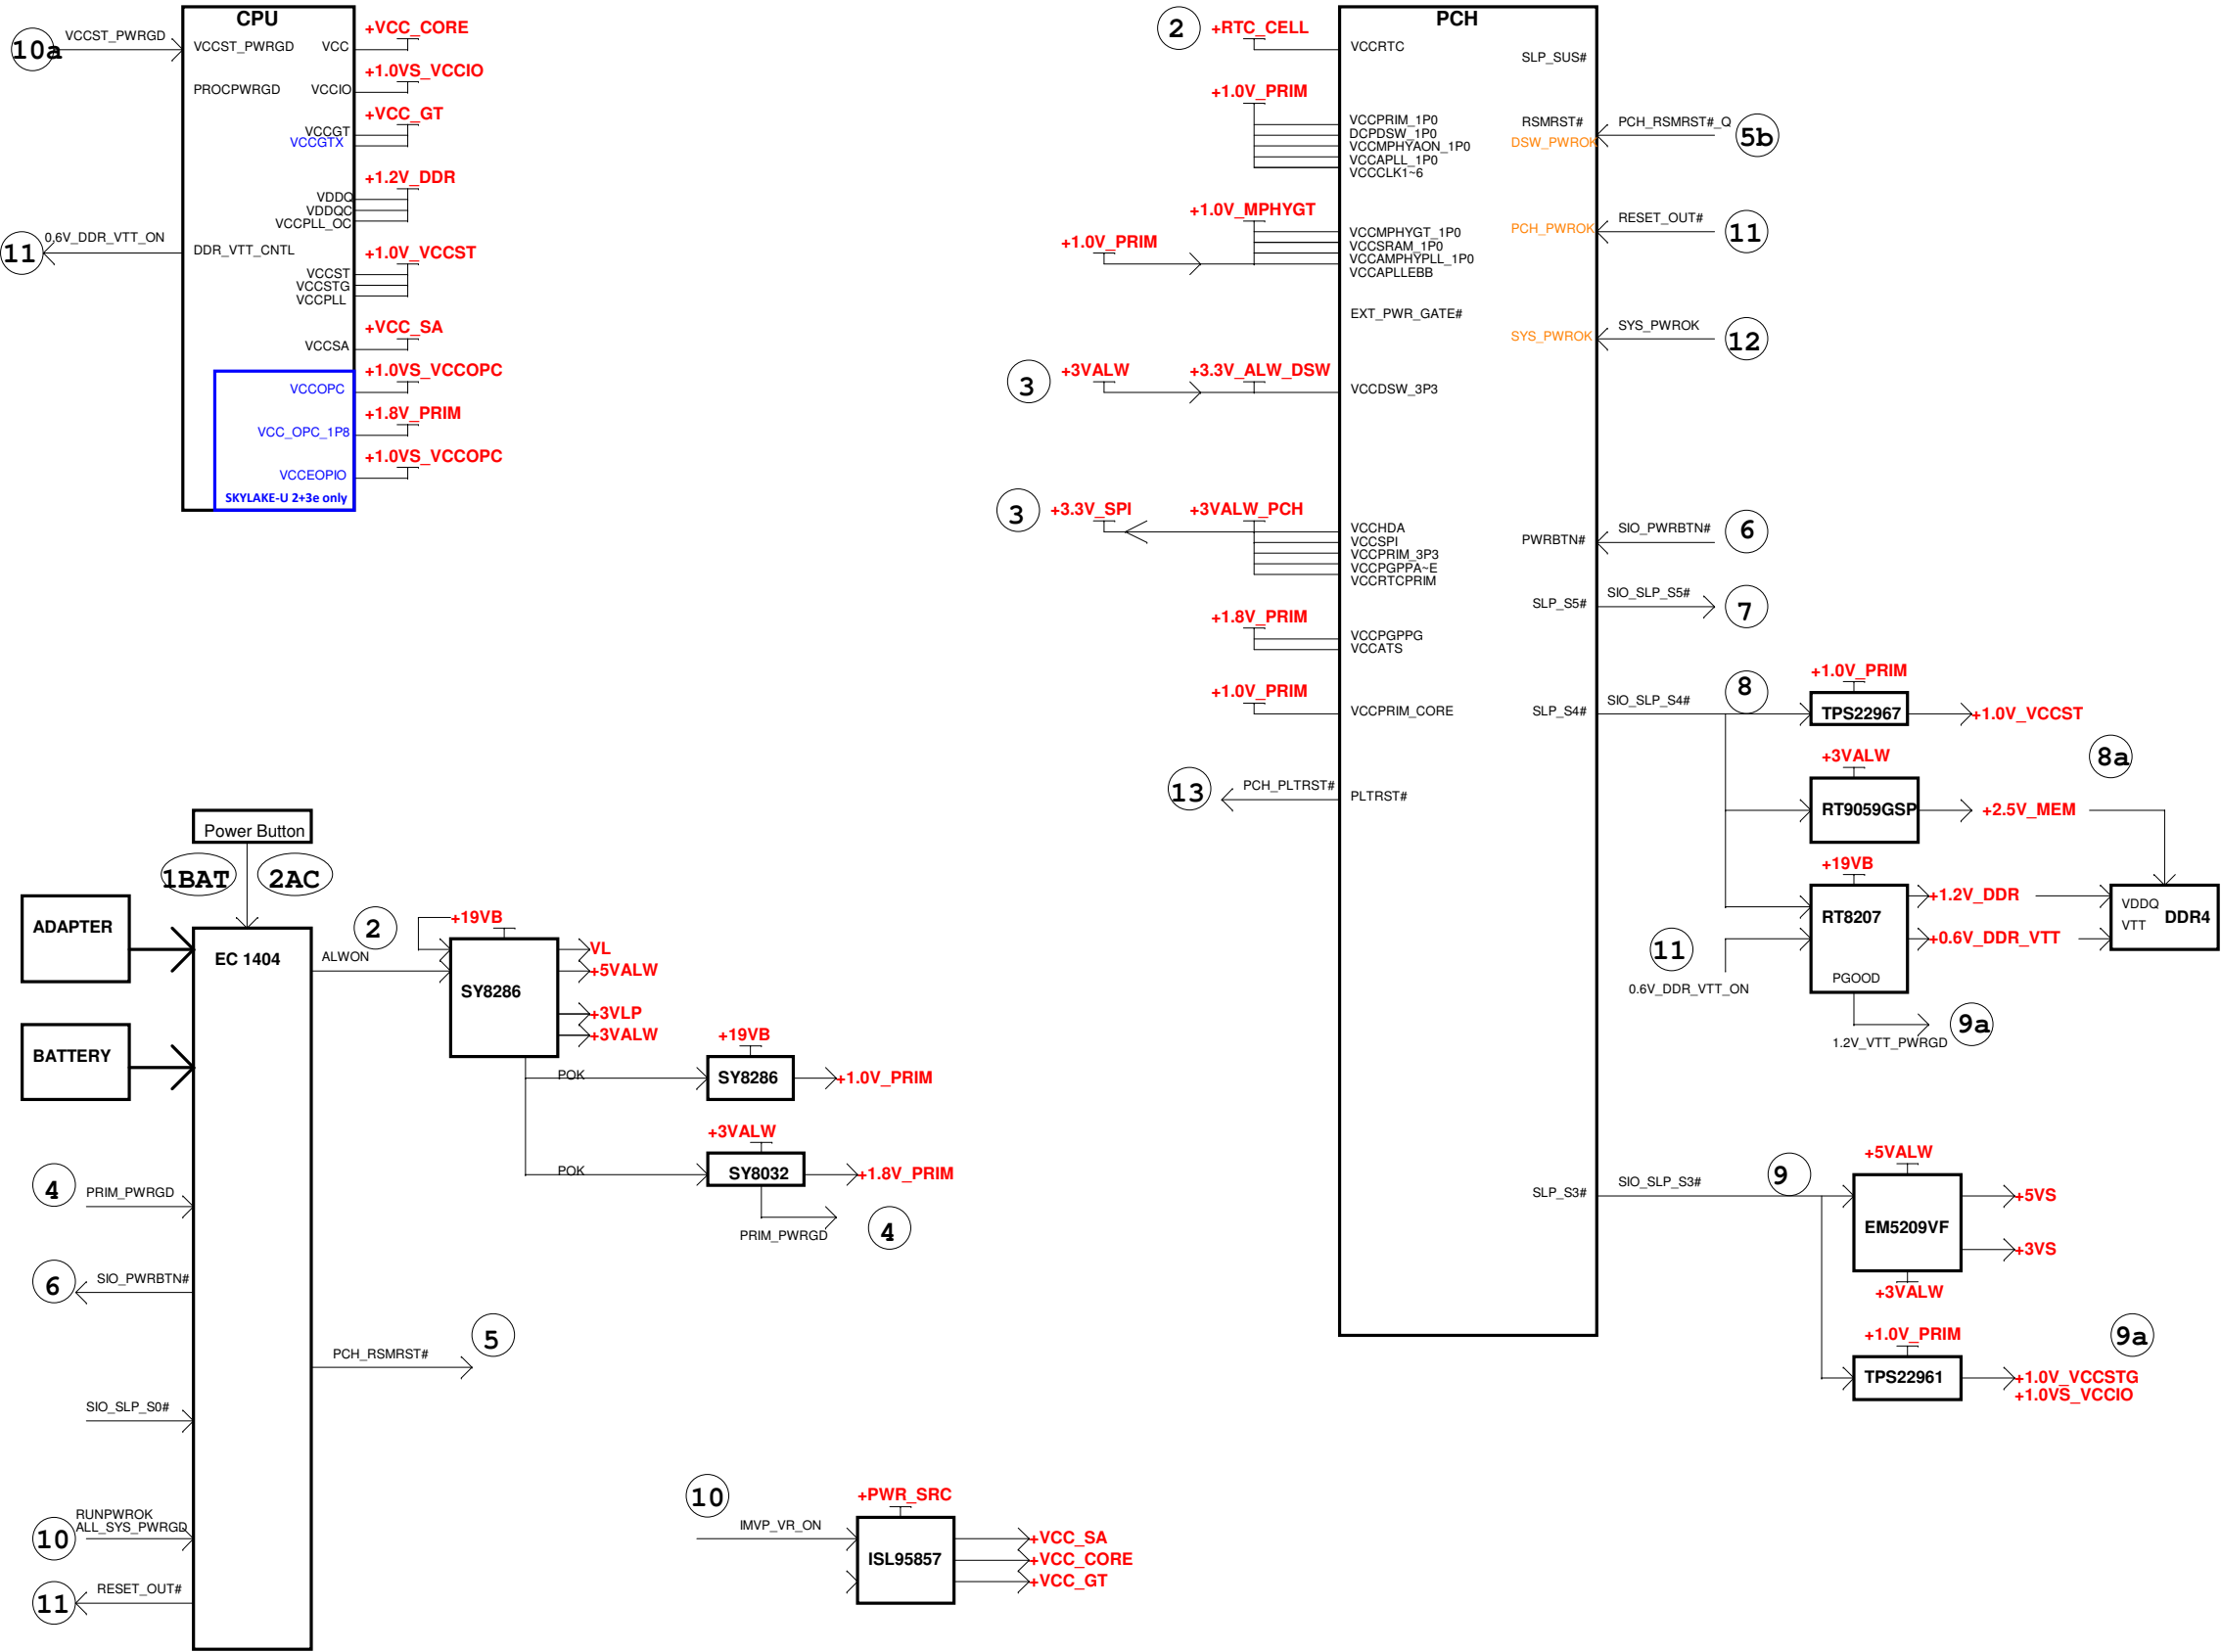 CPU
10a
VCCST_PWRGD
VCCST_PWRGD
VCC
+VCC_CORE
PROCPWRGD
VCCIO
+1.0VS_VCCIO
+VCC_GT
VCCGT
VCCGTX
+1.2V_DDR
VDDQ
VDDQC
VCCPLL_OC
11
0.6V_DDR_VTT_ON
DDR_VTT_CNTL
+1.0V_VCCST
VCCST
VCCSTG
VCCPLL
+VCC_SA
VCCSA
+1.0VS_VCCOPC
VCCOPC
+1.8V_PRIM
VCC_OPC_1P8
+1.0VS_VCCOPC
VCCEOPIO
SKYLAKE-U 2+3e only
PCH
2
+RTC_CELL
VCCRTC
SLP_SUS#
+1.0V_PRIM
VCCPRIM_1P0
DCPDSW_1P0
VCCMPHYAON_1P0
VCCAPLL_1P0
VCCCLK1~6
RSMRST#
DSW_PWROK
PCH_RSMRST#_Q
5b
+1.0V_MPHYGT
+1.0V_PRIM
VCCMPHYGT_1P0
VCCSRAM_1P0
VCCAMPHYPLL_1P0
VCCAPLLEBB
PCH_PWROK
RESET_OUT#
11
EXT_PWR_GATE#
SYS_PWROK
SYS_PWROK
12
3
+3VALW
+3.3V_ALW_DSW
VCCDSW_3P3
3
+3.3V_SPI
+3VALW_PCH
VCCHDA
VCCSPI
VCCPRIM_3P3
VCCPGPPA~E
VCCRTCPRIM
PWRBTN#
SIO_PWRBTN#
6
SLP_S5#
SIO_SLP_S5#
7
+1.8V_PRIM
VCCPGPPG
VCCATS
+1.0V_PRIM
VCCPRIM_CORE
SLP_S4#
SIO_SLP_S4#
8
+1.0V_PRIM
TPS22967
+1.0V_VCCST
8a
+3VALW
RT9059GSP
+2.5V_MEM
13
PCH_PLTRST#
PLTRST#
+19VB
RT8207
PGOOD
+1.2V_DDR
+0.6V_DDR_VTT
VDDQ
VTT
DDR4
11
0.6V_DDR_VTT_ON
1.2V_VTT_PWRGD
9a
SLP_S3#
SIO_SLP_S3#
9
+5VALW
EM5209VF
+5VS
+3VS
+3VALW
+1.0V_PRIM
9a
TPS22961
+1.0V_VCCSTG
+1.0VS_VCCIO
Power Button
1BAT
2AC
ADAPTER
BATTERY
EC 1404
2
ALWON
+19VB
SY8286
VL
+5VALW
+3VLP
+3VALW
POK
+19VB
SY8286
+1.0V_PRIM
POK
+3VALW
SY8032
+1.8V_PRIM
PRIM_PWRGD
4
4
PRIM_PWRGD
6
SIO_PWRBTN#
PCH_RSMRST#
5
SIO_SLP_S0#
10
RUNPWROK
ALL_SYS_PWRGD
11
RESET_OUT#
10
IMVP_VR_ON
+PWR_SRC
ISL95857
+VCC_SA
+VCC_CORE
+VCC_GT